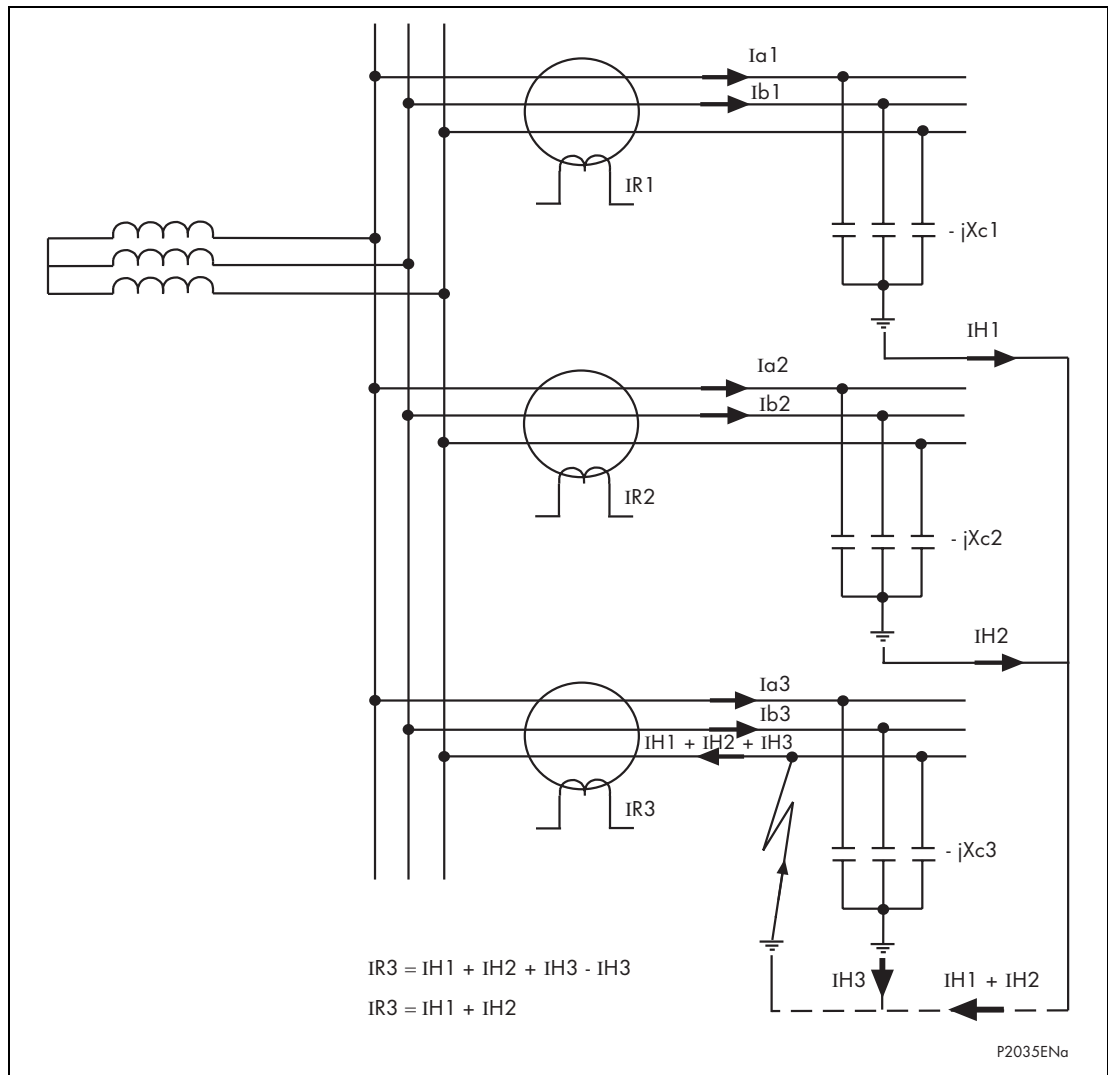 Ia1
Ib1
IR1
- jXc1
IH1
Ia2
Ib2
IR2
- jXc2
IH2
Ia3
Ib3
IH1 + IH2 + IH3
IR3
- jXc3
IR3 = IH1 + IH2 + IH3 - IH3
IH3
IH1 + IH2
IR3 = IH1 + IH2
P2035ENa